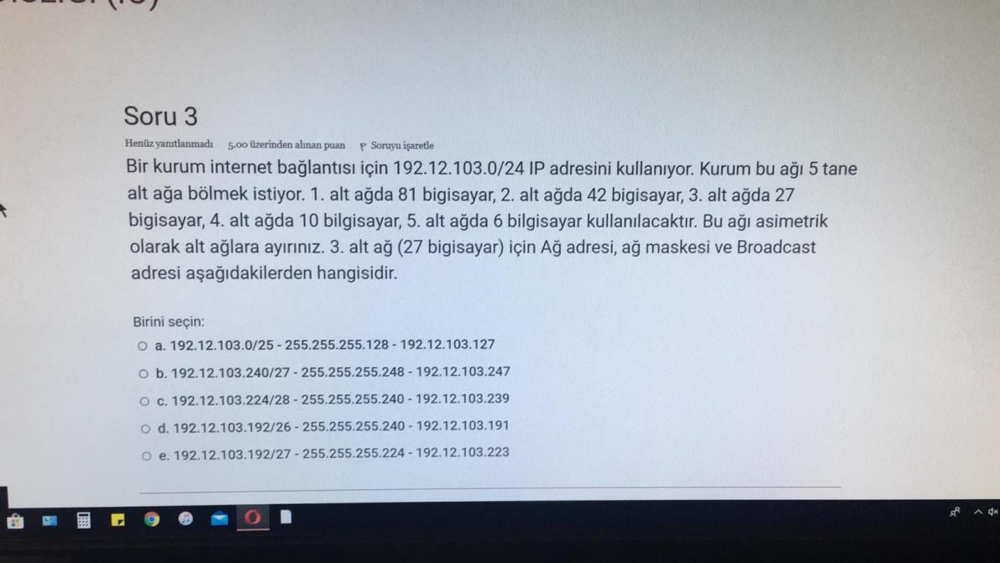 Soru 3
Henüz yanıtlanmadı 5,00 üzerinden alınan puan Soruyu işaretle
Bir kurum internet bağlantısı için 192.12.103.0/24 IP adresini kullanıyor. Kurum bu ağı 5 tane
alt ağa bölmek istiyor. 1. alt ağda 81 bigisayar, 2. alt ağda 42 bigisayar, 3. alt ağda 27
bigisayar, 4. alt ağda 10 bilgisayar, 5. alt ağda 6 bilgisayar kullanılacaktır. Bu ağı asimetrik
olarak alt ağlara ayırınız. 3. alt ağ (27 bigisayar) için Ağ adresi, ağ maskesi ve Broadcast
adresi aşağıdakilerden hangisidir.
Birini seçin:
a. 192.12.103.0/25 - 255.255.255.128 - 192.12.103.127
b. 192.12.103.240/27 - 255.255.255.248 - 192.12.103.247
c. 192.12.103.224/28 - 255.255.255.240 - 192.12.103.239
d. 192.12.103.192/26 - 255.255.255.240 - 192.12.103.191
e. 192.12.103.192/27 - 255.255.255.224 - 192.12.103.223